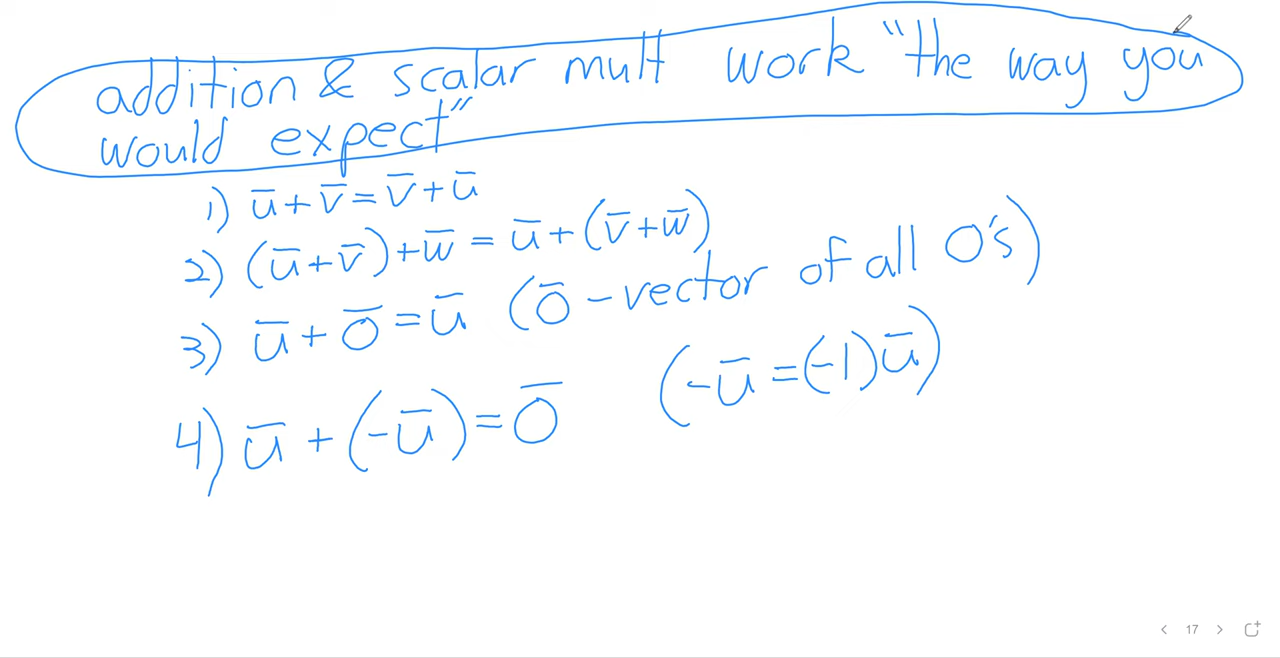 addition & scalar mult work "the way you
would expect"
1) ū + v̄ = v̄ + ū
2) (ū + v̄) + w̄ = ū + (v̄ + w̄)
3) ū + 0̄ = ū (0̄ - vector of all 0's)
4) ū + (-ū) = 0̄ (-ū = (-1)ū)
< 17 >